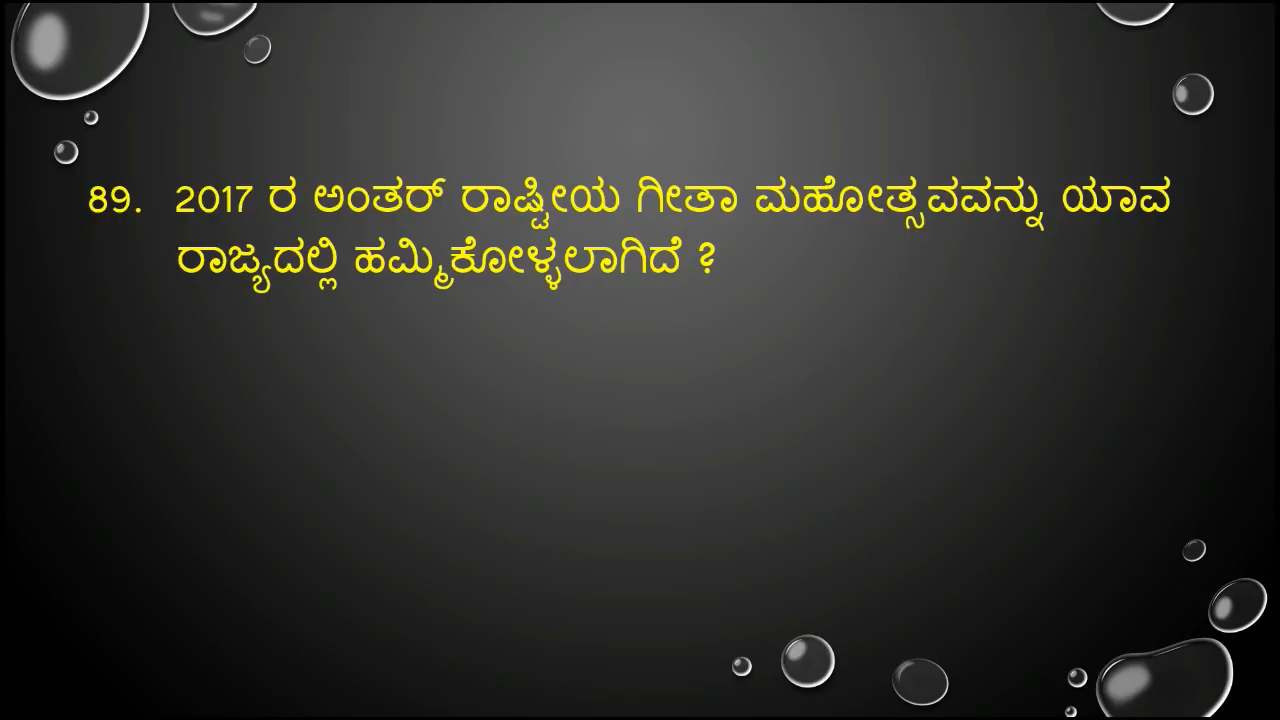 89. 2017 ರ ಅಂತರ್ ರಾಷ್ಟೀಯ ಗೀತಾ ಮಹೋತ್ಸವವನ್ನು ಯಾವ
ರಾಜ್ಯದಲ್ಲಿ ಹಮ್ಮಿಕೋಳ್ಳಲಾಗಿದೆ ?